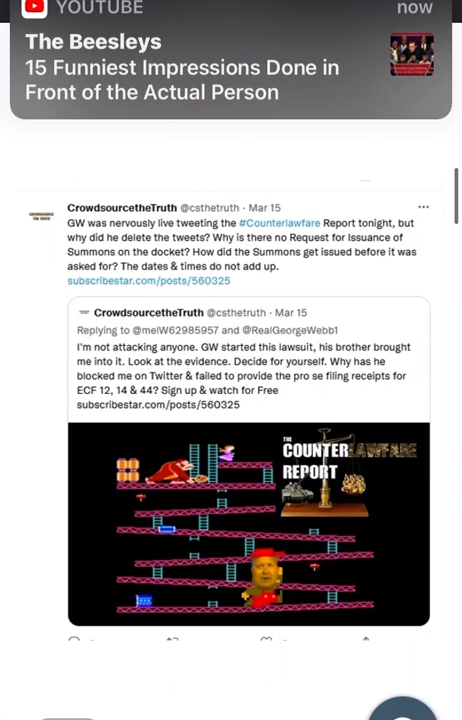 YOUTUBE now
The Beesleys
15 Funniest Impressions Done in
Front of the Actual Person
CrowdsourcetheTruth @csthetruth · Mar 15
GW was nervously live tweeting the #Counterlawfare Report tonight, but
why did he delete the tweets? Why is there no Request for Issuance of
Summons on the docket? How did the Summons get issued before it was
asked for? The dates & times do not add up.
subscribestar.com/posts/560325
CrowdsourcetheTruth @csthetruth · Mar 15
Replying to @melW62985957 and @RealGeorgeWebb1
I'm not attacking anyone. GW started this lawsuit, his brother brought
me into it. Look at the evidence. Decide for yourself. Why has he
blocked me on Twitter & failed to provide the pro se filing receipts for
ECF 12, 14 & 44? Sign up & watch for Free
subscribestar.com/posts/560325
THE
COUNTERLAWFARE
REPORT